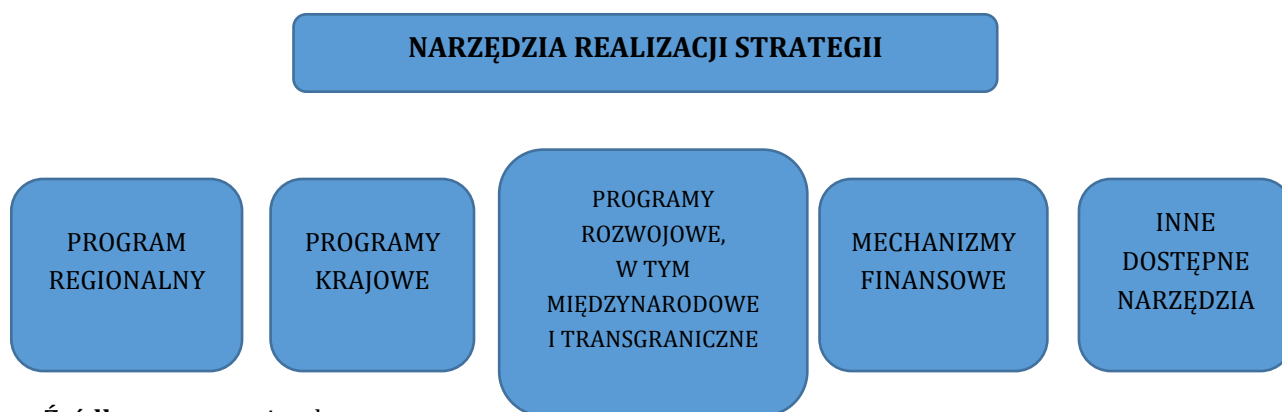 NARZĘDZIA REALIZACJI STRATEGII
PROGRAM
REGIONALNY
PROGRAMY
KRAJOWE
PROGRAMY
ROZWOJOWE,
W TYM
MIĘDZYNARODOWE
I TRANSGRANICZNE
MECHANIZMY
FINANSOWE
INNE
DOSTĘPNE
NARZĘDZIA